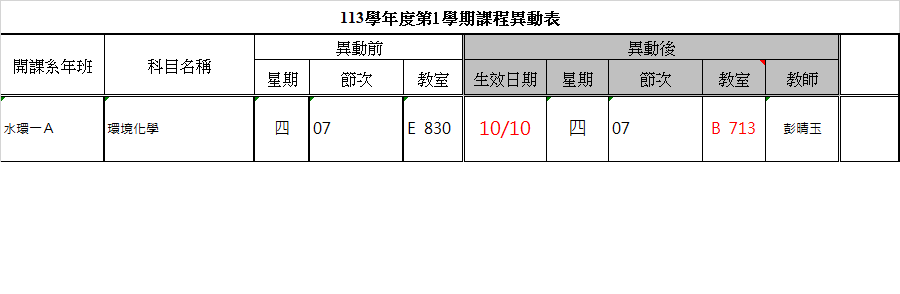 113學年度第1學期課程異動表
開課系年班 科目名稱 異動前 異動後
星期 節次 教室 生效日期 星期 節次 教室 教師
水環一A 環境化學 四 07 E 830 10/10 四 07 B 713 彭晴玉